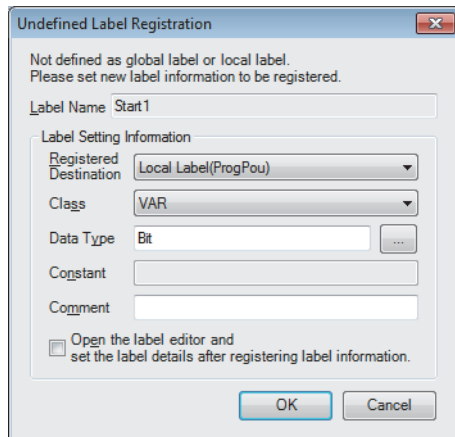 Undefined Label Registration
Not defined as global label or local label.
Please set new label information to be registered.
Label Name Start1
Label Setting Information
Registered
Destination Local Label(ProgPou)
Class VAR
Data Type Bit ...
Constant
Comment
Open the label editor and
set the label details after registering label information.
OK Cancel